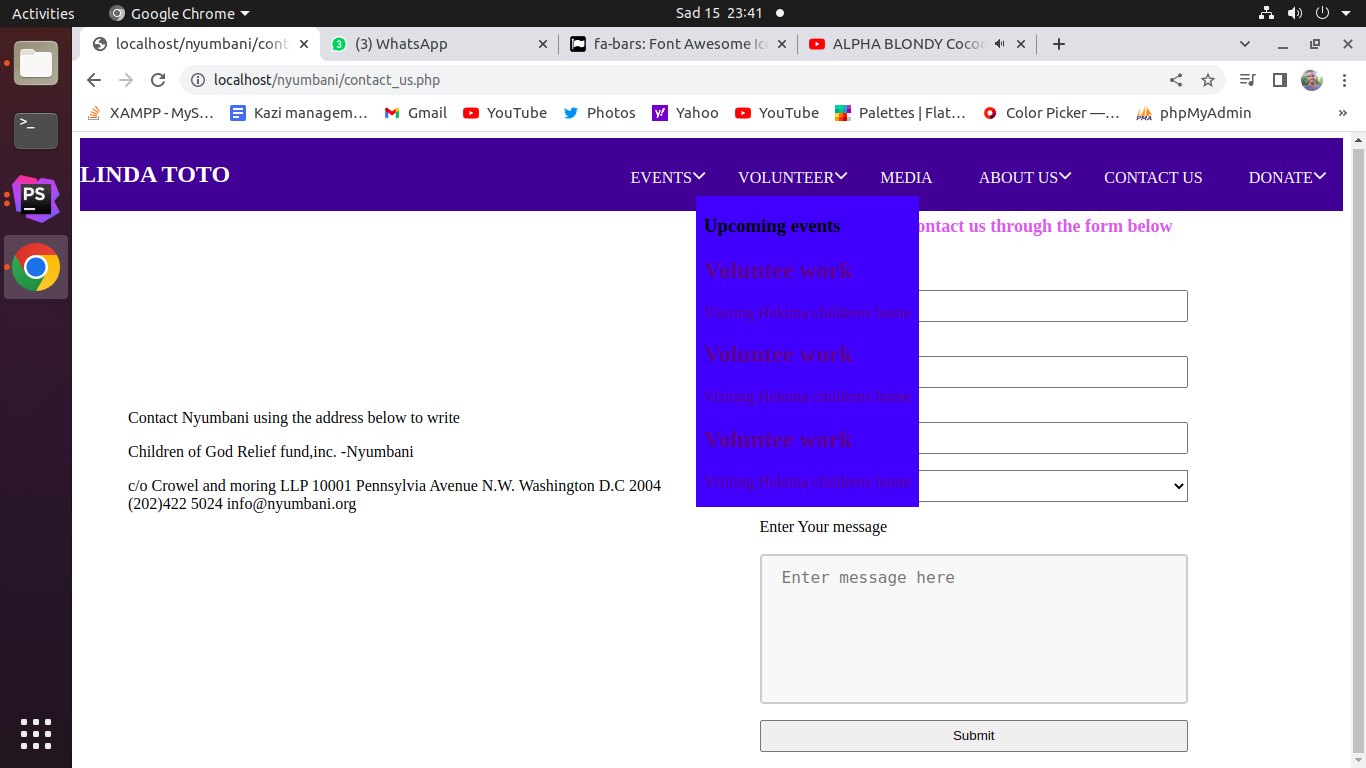 Activities Google Chrome Sad 15 23:41
localhost/nyumbani/cont (3) WhatsApp fa-bars: Font Awesome Ic ALPHA BLONDY Cococ
localhost/nyumbani/contact_us.php
XAMPP - MyS… Kazi managem… Gmail YouTube Photos Yahoo YouTube Palettes | Flat… Color Picker —… phpMyAdmin »
LINDA TOTO EVENTS VOLUNTEER MEDIA ABOUT US CONTACT US DONATE
Upcoming events
ontact us through the form below
Voluntee work
Visiting Hekima childrens home
Voluntee work
Visiting Hekima childrens home
Voluntee work
Visiting Hekima childrens home
Contact Nyumbani using the address below to write
Children of God Relief fund,inc. -Nyumbani
c/o Crowel and moring LLP 10001 Pennsylvia Avenue N.W. Washington D.C 2004
(202)422 5024 info@nyumbani.org
Enter Your message
Enter message here
Submit